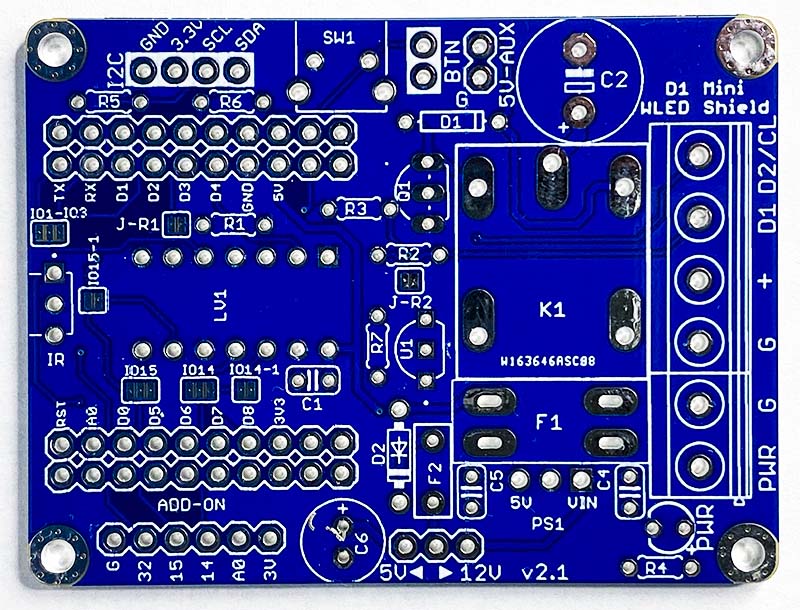 I2C
GND
3.3V
SCL
SDA
SW1
BTN
G
5V-AUX
C2
+
D1 Mini
WLED Shield
R5
R6
D1
TX
RX
D1
D2
D3
D4
GND
5V
Q1
R3
IO1-IO3
J-R1
R1
IO15-1
R2
J-R2
LV1
IR
R7
U1
K1
W163646ASC88
D2/CL
D1
+
G
G
PWR
IO15
IO14
IO14-1
C1
RST
A0
D0
D5
D6
D7
D8
3V3
D2
F2
F1
C5
5V
VIN
C4
PS1
ADD-ON
+
C6
PWR
+
G
32
15
14
A0
3V
5V ◀ ▶ 12V v2.1
R4